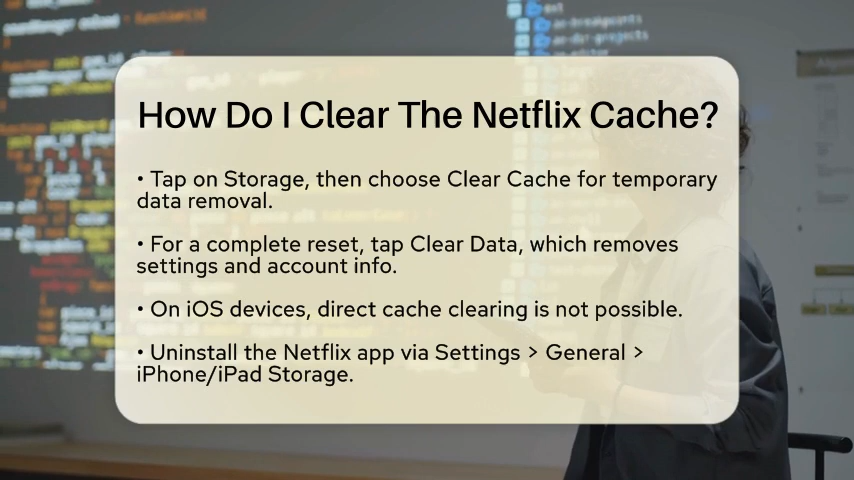 How Do I Clear The Netflix Cache?
• Tap on Storage, then choose Clear Cache for temporary
data removal.
• For a complete reset, tap Clear Data, which removes
settings and account info.
• On iOS devices, direct cache clearing is not possible.
• Uninstall the Netflix app via Settings > General >
iPhone/iPad Storage.